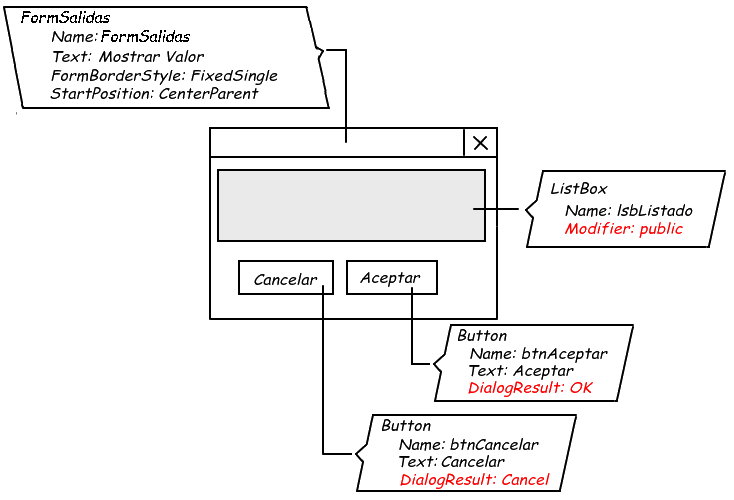 FormSalidas
Name: FormSalidas
Text: Mostrar Valor
FormBorderStyle: FixedSingle
StartPosition: CenterParent
ListBox
Name: lsbListado
Modifier: public
Cancelar
Aceptar
Button
Name: btnAceptar
Text: Aceptar
DialogResult: OK
Button
Name: btnCancelar
Text: Cancelar
DialogResult: Cancel